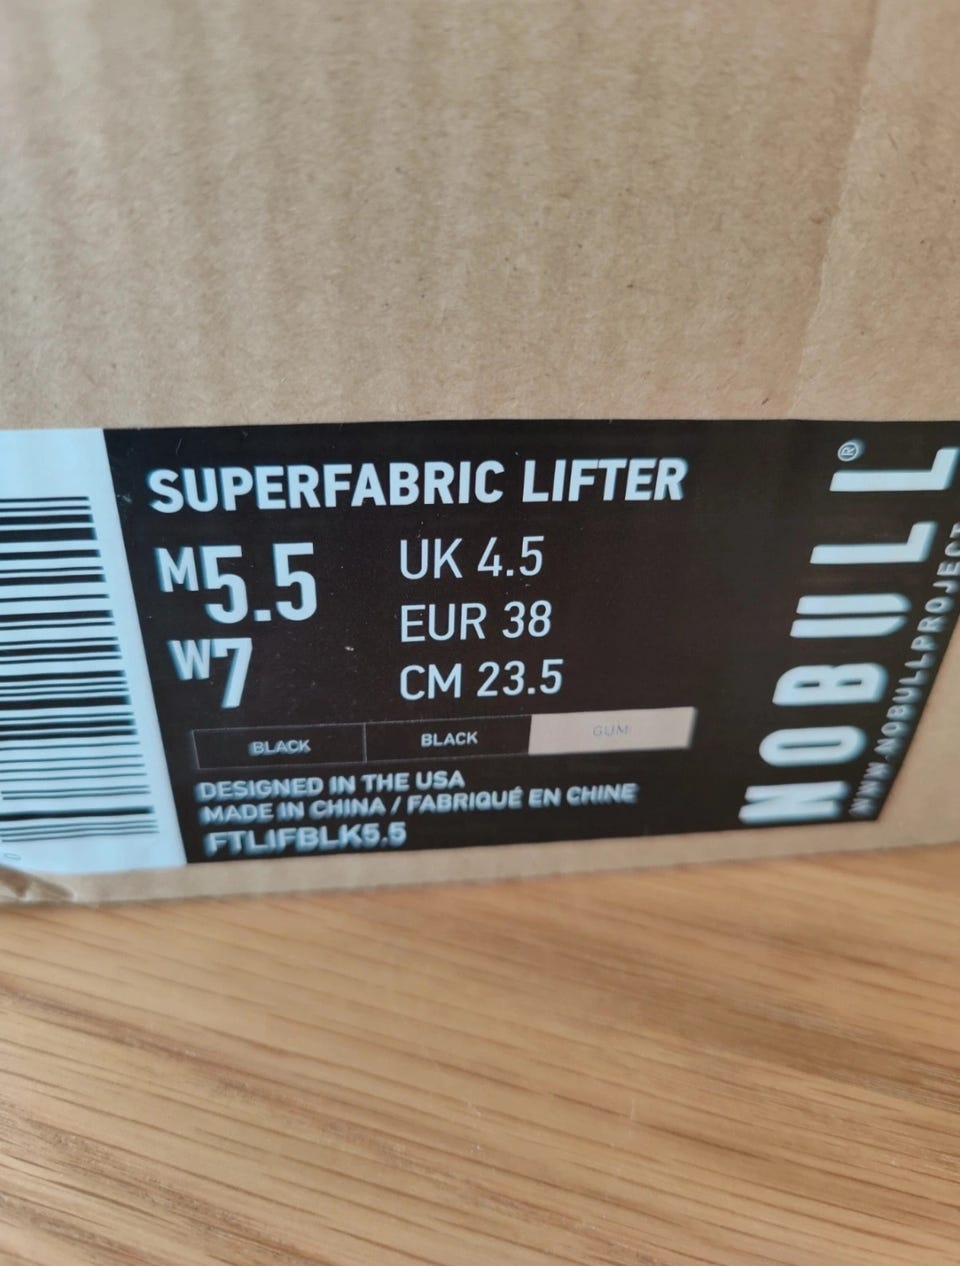 SUPERFABRIC LIFTER
M5.5
W7
UK 4.5
EUR 38
CM 23.5
BLACK
BLACK
GUM
DESIGNED IN THE USA
MADE IN CHINA / FABRIQUÉ EN CHINE
FTLIFBLK5.5
NOBULL®
WWW.NOBULLPROJECT